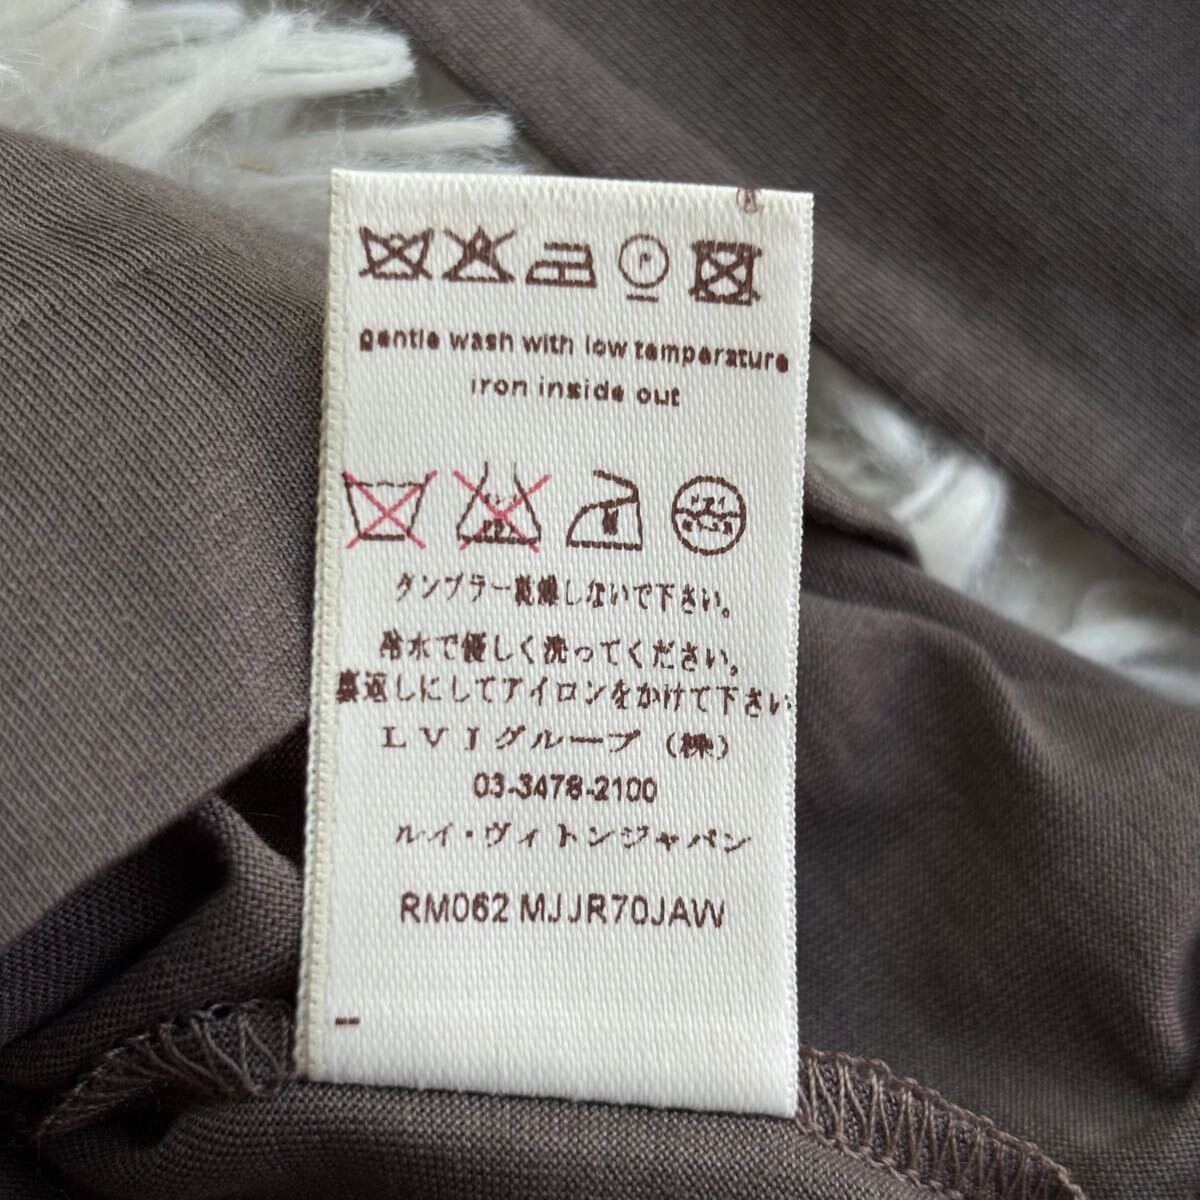 gentle wash with low temperature
iron inside out
タンブラー乾燥しないで下さい。
冷水で優しく洗ってください。
裏返しにしてアイロンをかけて下さい
LVJグループ（株）
03-3478-2100
ルイ・ヴィトンジャパン
RM062 MJJR70JAW